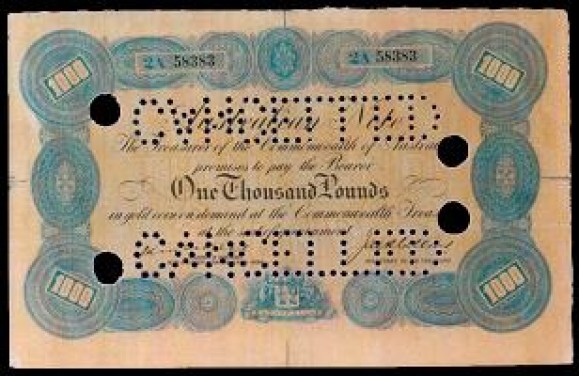 1000 1000
2A 58383 2A 58383
CANCELLED
Australian Note
The Treasurer of the Commonwealth of Australia
promises to pay the Bearer
One Thousand Pounds
in gold coin on demand at the Commonwealth Treasury
at the seat of Government
CANCELLED
1000 1000